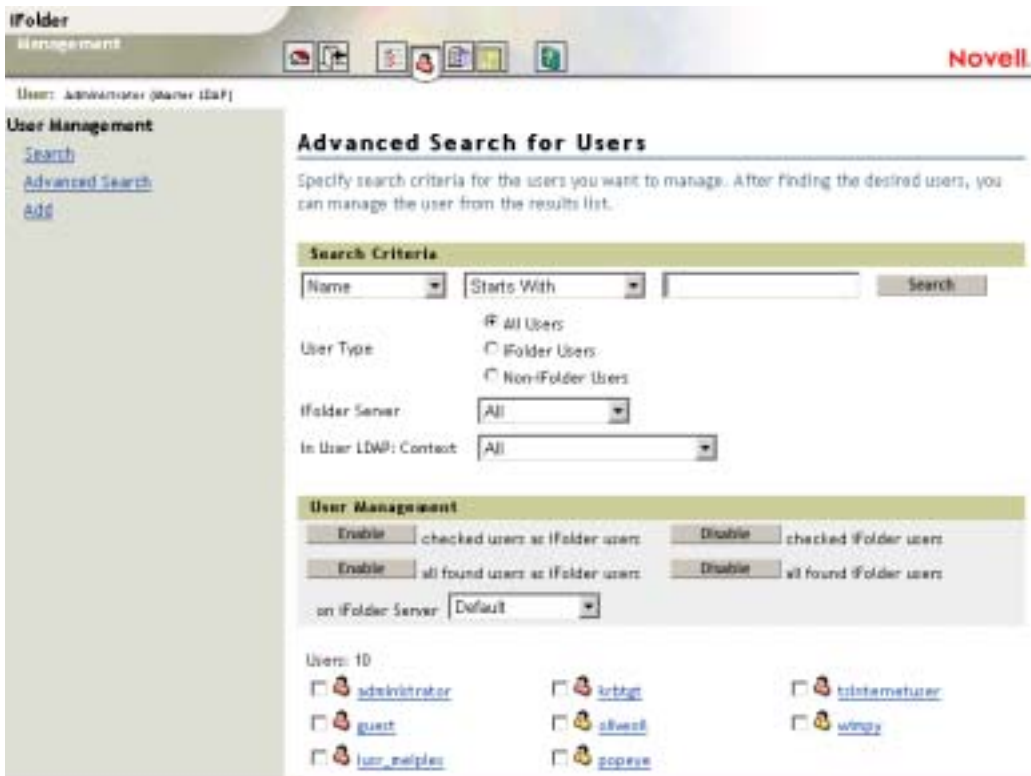 iFolder
Management
Novell.
User: Administrator (Master LDAP)
User Management
Search
Advanced Search
Add
Advanced Search for Users
Specify search criteria for the users you want to manage. After finding the desired users, you
can manage the user from the results list.
Search Criteria
Name Starts With Search
User Type
All Users
iFolder Users
Non-iFolder Users
iFolder Server All
In User LDAP: Context All
User Management
Enable checked users as iFolder users Disable checked iFolder users
Enable all found users as iFolder users Disable all found iFolder users
on iFolder Server Default
Users: 10
administrator krbtgt tsinternetuser
guest wimpy
popeye